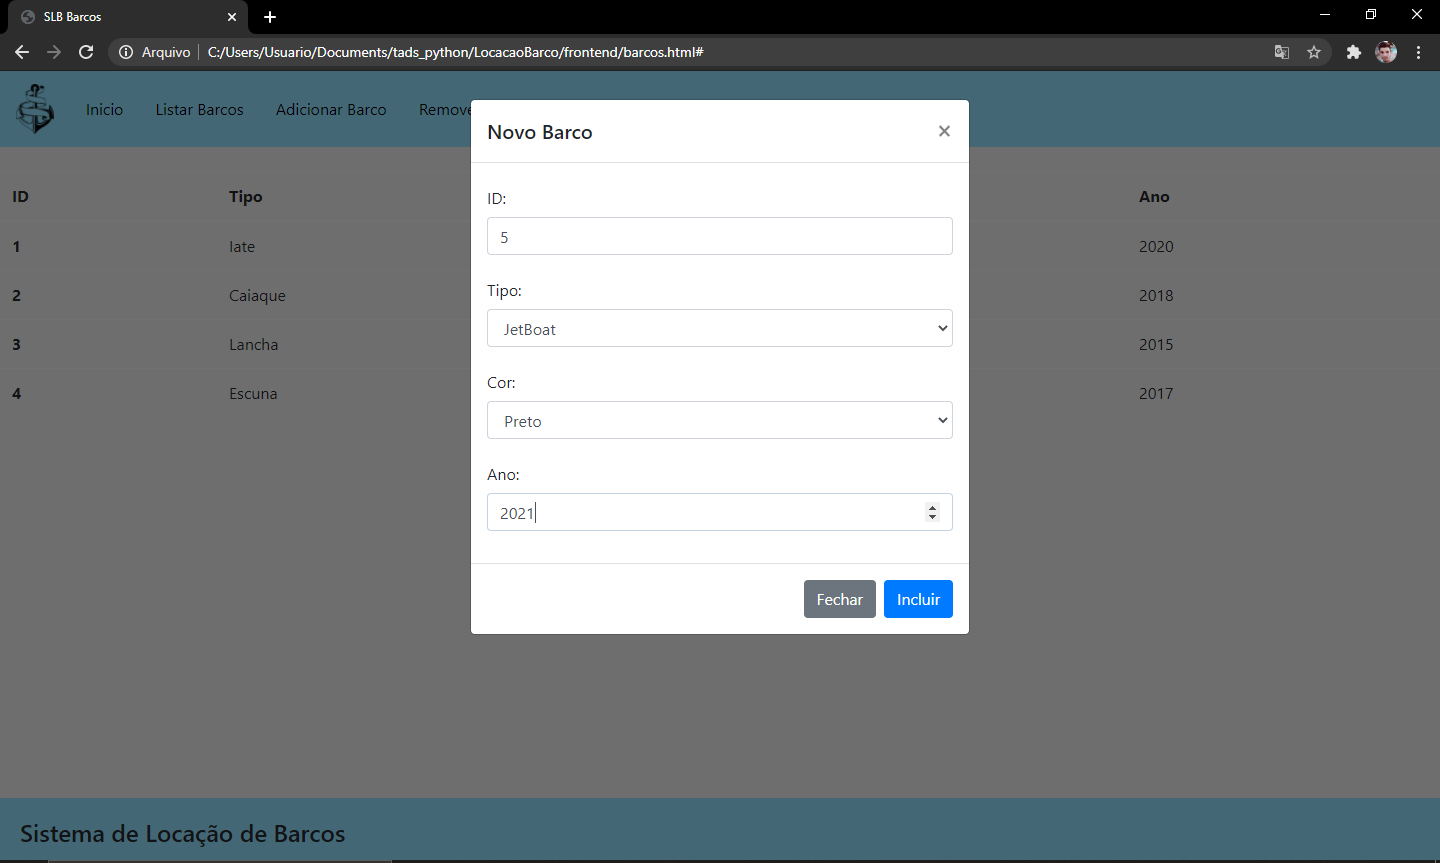 SLB Barcos
Arquivo C:/Users/Usuario/Documents/tads_python/LocacaoBarco/frontend/barcos.html#
Inicio Listar Barcos Adicionar Barco Remove
Novo Barco ×
ID Tipo Ano
1 Iate 2020
2 Caiaque 2018
3 Lancha 2015
4 Escuna 2017
ID:
5
Tipo:
JetBoat
Cor:
Preto
Ano:
2021
Fechar Incluir
Sistema de Locação de Barcos